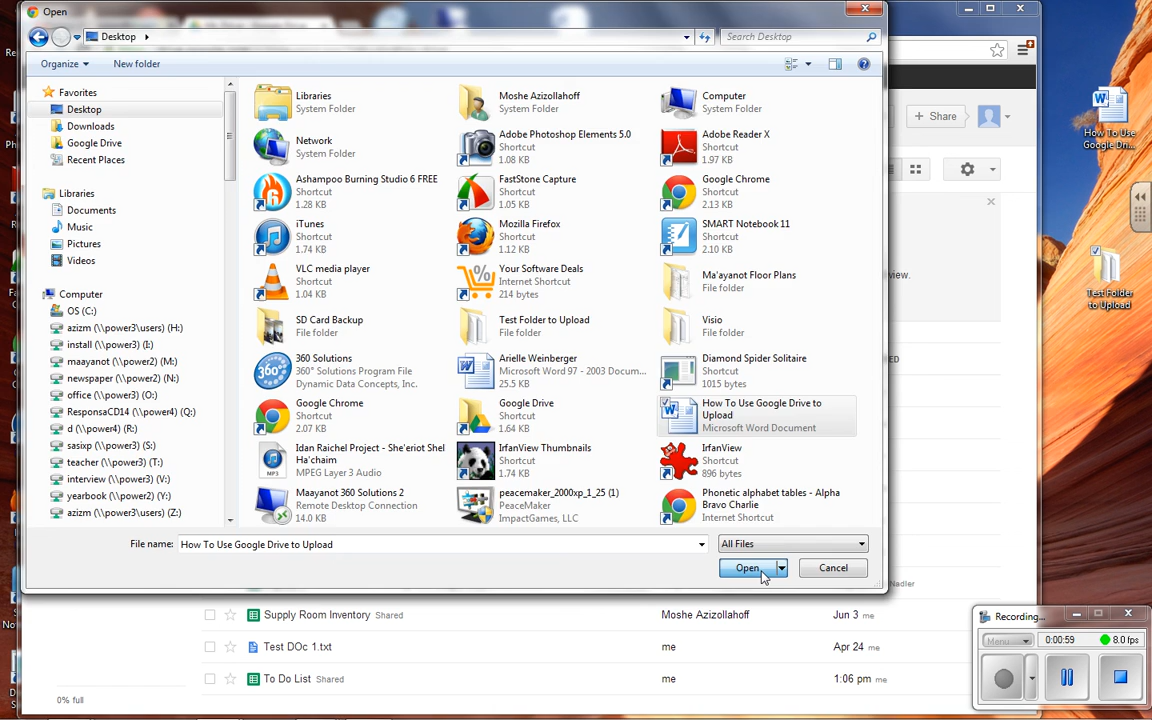 Open
Desktop
Search Desktop
Organize
New folder
Favorites
Desktop
Downloads
Google Drive
Recent Places
Libraries
Documents
Music
Pictures
Videos
Computer
OS (C:)
azizm (\\power3\users) (H:)
install (\\power3) (I:)
maayanot (\\power2) (M:)
newspaper (\\power2) (N:)
office (\\power3) (O:)
ResponsaCD14 (\\power4) (Q:)
d (\\power4) (R:)
sasixp (\\power3) (S:)
teacher (\\power3) (T:)
interview (\\power3) (V:)
yearbook (\\power2) (Y:)
azizm (\\power3\users) (Z:)
Libraries
System Folder
Moshe Azizollahoff
System Folder
Computer
System Folder
Network
System Folder
Adobe Photoshop Elements 5.0
Shortcut
1.08 KB
Adobe Reader X
Shortcut
1.97 KB
Ashampoo Burning Studio 6 FREE
Shortcut
1.28 KB
FastStone Capture
Shortcut
1.05 KB
Google Chrome
Shortcut
2.13 KB
iTunes
Shortcut
1.74 KB
Mozilla Firefox
Shortcut
1.12 KB
SMART Notebook 11
Shortcut
2.10 KB
VLC media player
Shortcut
1.04 KB
Your Software Deals
Internet Shortcut
214 bytes
Ma'ayanot Floor Plans
File folder
SD Card Backup
File folder
Test Folder to Upload
File folder
Visio
File folder
360 Solutions
360° Solutions Program File
Dynamic Data Concepts, Inc.
Arielle Weinberger
Microsoft Word 97 - 2003 Docum...
25.5 KB
Diamond Spider Solitaire
Shortcut
1015 bytes
Google Chrome
Shortcut
2.07 KB
Google Drive
Shortcut
1.64 KB
How To Use Google Drive to
Upload
Microsoft Word Document
Idan Raichel Project - She'eriot Shel
Ha'chaim
MPEG Layer 3 Audio
IrfanView Thumbnails
Shortcut
1.74 KB
IrfanView
Shortcut
896 bytes
Maayanot 360 Solutions 2
Remote Desktop Connection
14.0 KB
peacemaker_2000xp_1_25 (1)
PeaceMaker
ImpactGames, LLC
Phonetic alphabet tables - Alpha
Bravo Charlie
Internet Shortcut
File name:
How To Use Google Drive to Upload
All Files
Open
Cancel
Share
view.
ED
Nadler
Supply Room Inventory Shared
Moshe Azizollahoff
Jun 3 me
Test DOc 1.txt
me
Apr 24 me
To Do List Shared
me
1:06 pm me
0% full
How To Use
Google Dr...
Test Folder to
Upload
Recording...
Menu
0:00:59
8.0 fps